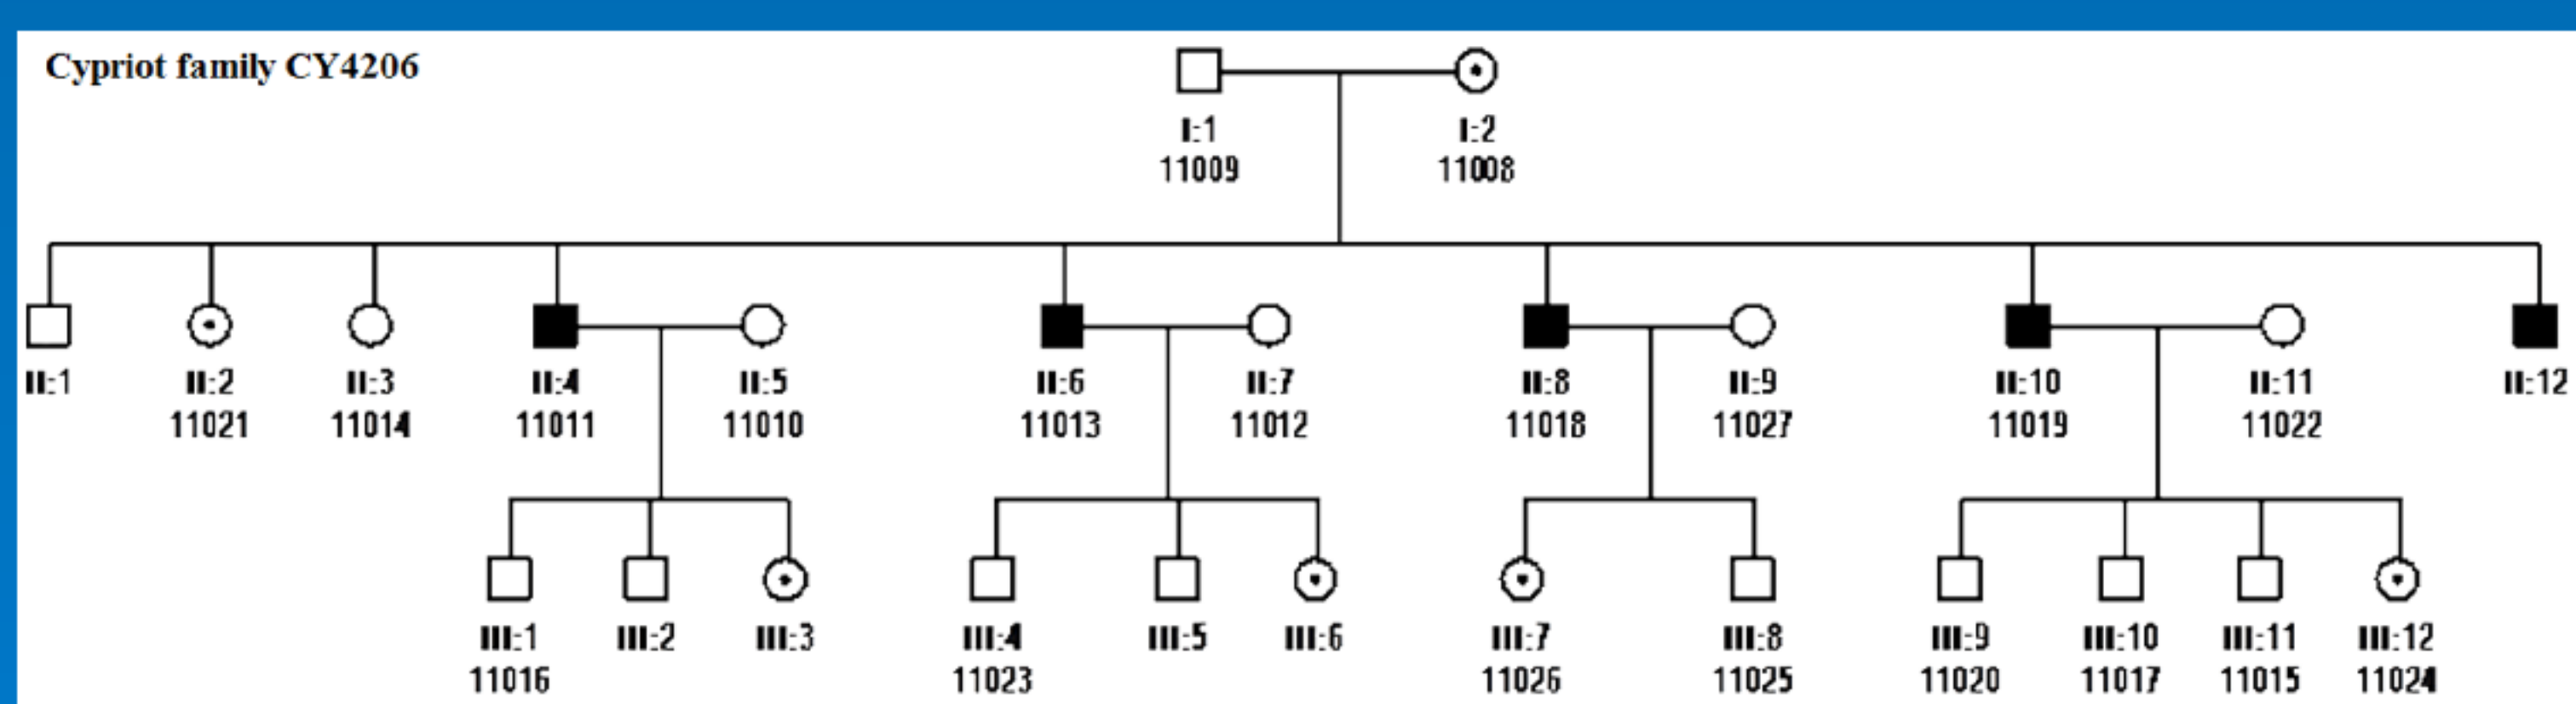 Cypriot family CY4206
I:1 I:2
11009 11008
II:1 II:2 II:3 II:4 II:5 II:6 II:7 II:8 II:9 II:10 II:11 II:12
11021 11014 11011 11010 11013 11012 11018 11027 11019 11022
III:1 III:2 III:3 III:4 III:5 III:6 III:7 III:8 III:9 III:10 III:11 III:12
11016 11023 11026 11025 11020 11017 11015 11024